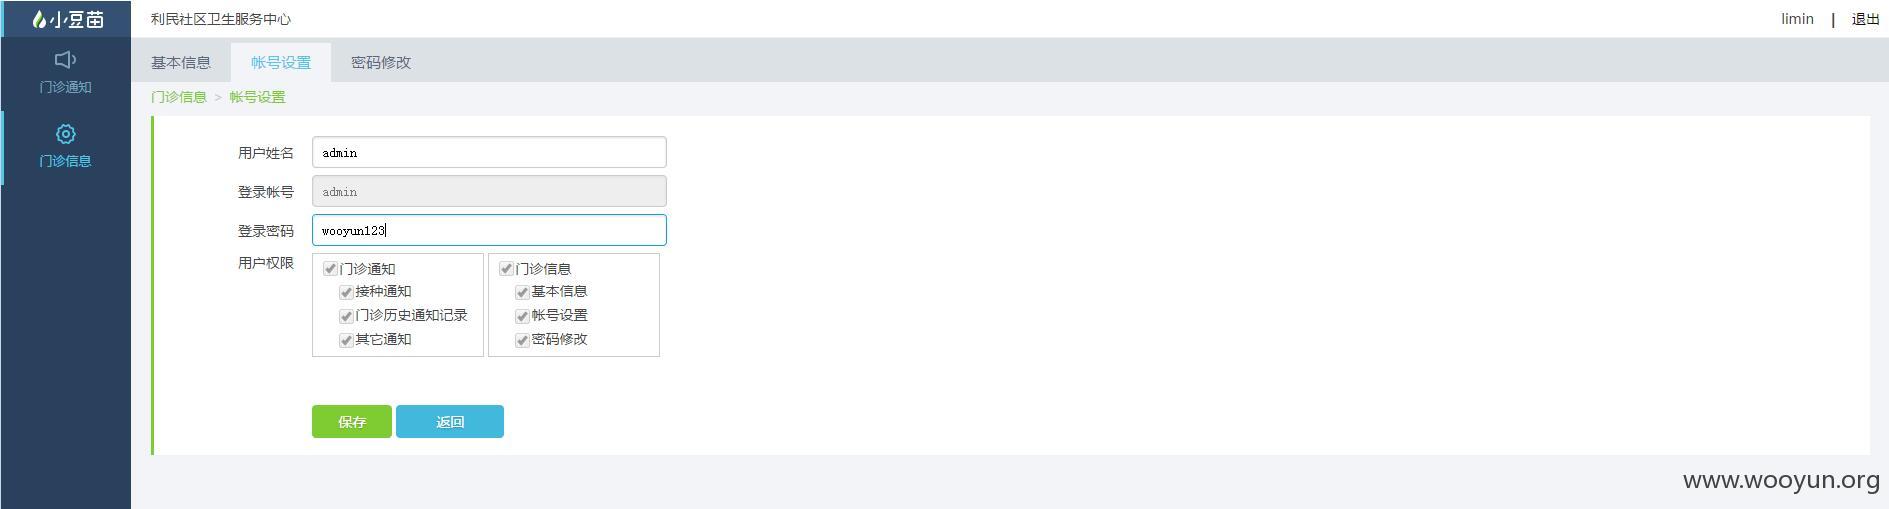 小豆苗
利民社区卫生服务中心
limin | 退出
门诊通知
门诊信息
基本信息 帐号设置 密码修改
门诊信息 > 帐号设置
用户姓名 admin
登录帐号 admin
登录密码 wooyun123
用户权限
门诊通知
接种通知
门诊历史通知记录
其它通知
门诊信息
基本信息
帐号设置
密码修改
保存 返回
www.wooyun.org